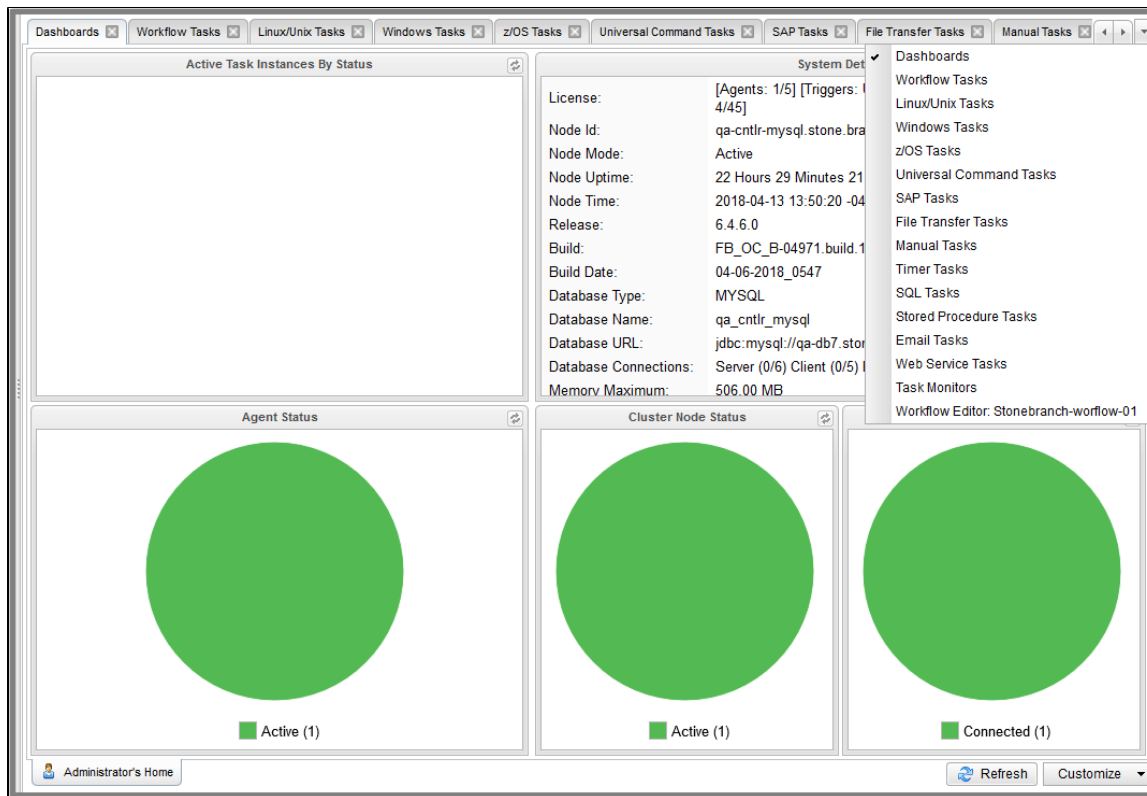 Dashboards
Workflow Tasks
Linux/Unix Tasks
Windows Tasks
z/OS Tasks
Universal Command Tasks
SAP Tasks
File Transfer Tasks
Manual Tasks
Active Task Instances By Status
System Det
License:
[Agents: 1/5] [Triggers:
4/45]
Node Id:
qa-cntlr-mysql.stone.bra
Node Mode:
Active
Node Uptime:
22 Hours 29 Minutes 21
Node Time:
2018-04-13 13:50:20 -04
Release:
6.4.6.0
Build:
FB_OC_B-04971.build.1
Build Date:
04-06-2018_0547
Database Type:
MYSQL
Database Name:
qa_cntlr_mysql
Database URL:
jdbc:mysql://qa-db7.stor
Database Connections:
Server (0/6) Client (0/5)
Memory Maximum:
506.00 MB
Dashboards
Workflow Tasks
Linux/Unix Tasks
Windows Tasks
z/OS Tasks
Universal Command Tasks
SAP Tasks
File Transfer Tasks
Manual Tasks
Timer Tasks
SQL Tasks
Stored Procedure Tasks
Email Tasks
Web Service Tasks
Task Monitors
Workflow Editor: Stonebranch-worflow-01
Agent Status
Active (1)
Cluster Node Status
Active (1)
Connected (1)
Administrator's Home
Refresh
Customize